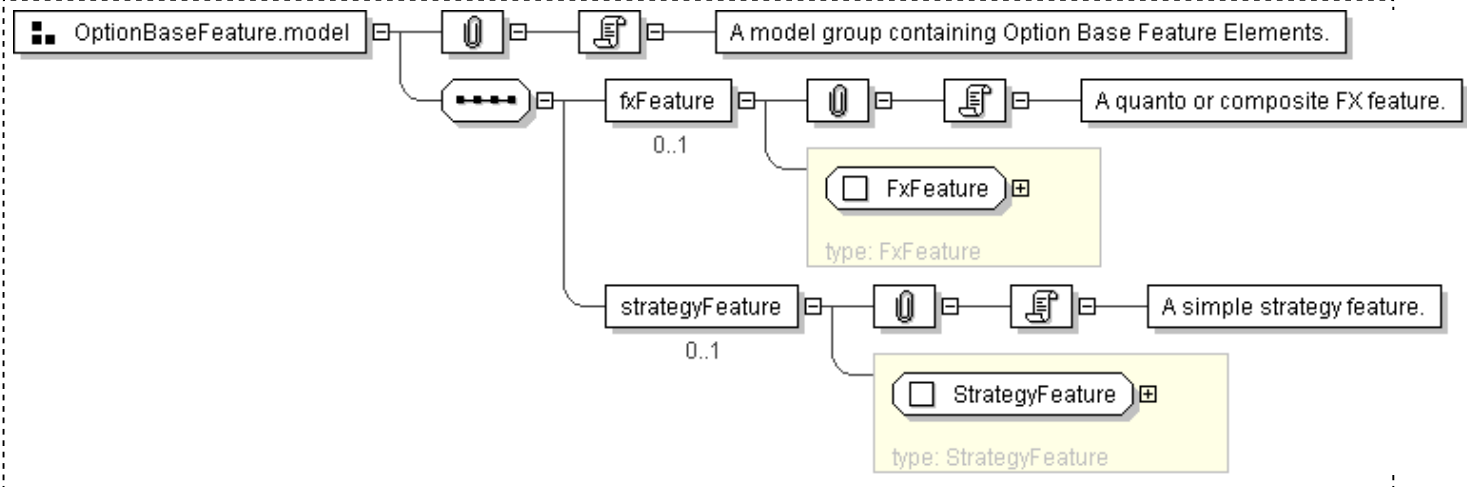 OptionBaseFeature.model
A model group containing Option Base Feature Elements.
fxFeature
A quanto or composite FX feature.
0..1
FxFeature
type: FxFeature
strategyFeature
A simple strategy feature.
0..1
StrategyFeature
type: StrategyFeature